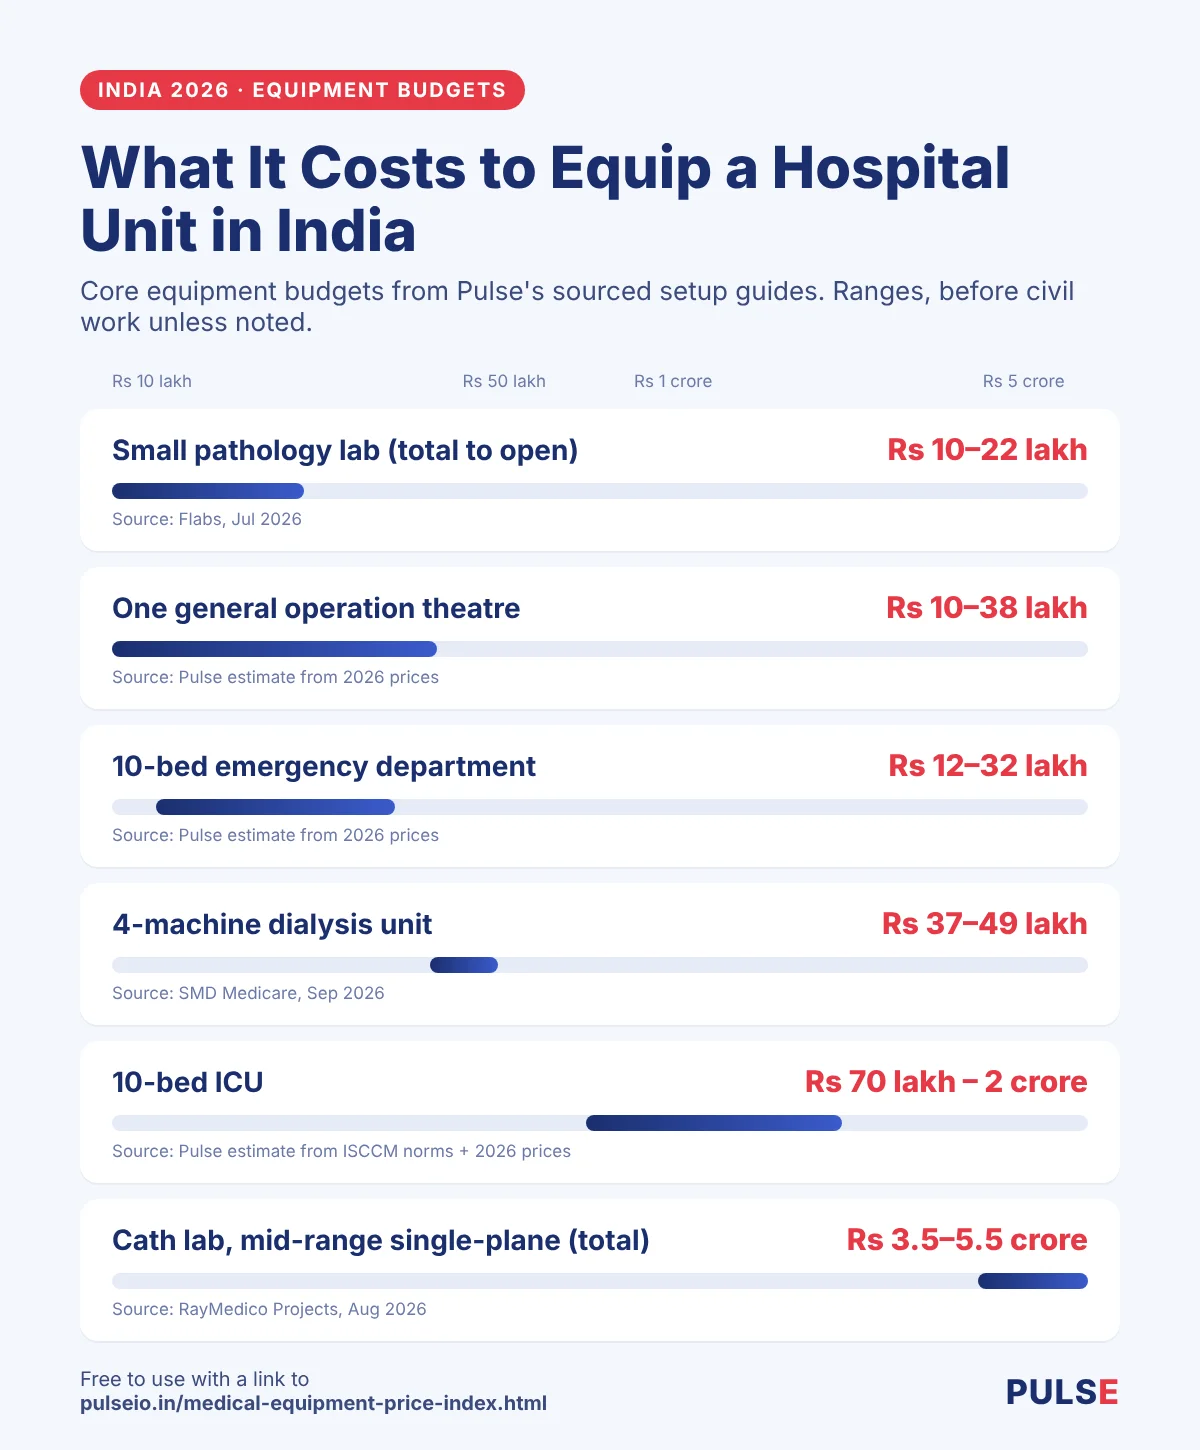 INDIA 2026 · EQUIPMENT BUDGETS
What It Costs to Equip a Hospital
Unit in India
Core equipment budgets from Pulse's sourced setup guides. Ranges, before civil
work unless noted.
Rs 10 lakh Rs 50 lakh Rs 1 crore Rs 5 crore
Small pathology lab (total to open) Rs 10–22 lakh
Source: Flabs, Jul 2026
One general operation theatre Rs 10–38 lakh
Source: Pulse estimate from 2026 prices
10-bed emergency department Rs 12–32 lakh
Source: Pulse estimate from 2026 prices
4-machine dialysis unit Rs 37–49 lakh
Source: SMD Medicare, Sep 2026
10-bed ICU Rs 70 lakh – 2 crore
Source: Pulse estimate from ISCCM norms + 2026 prices
Cath lab, mid-range single-plane (total) Rs 3.5–5.5 crore
Source: RayMedico Projects, Aug 2026
Free to use with a link to
pulseio.in/medical-equipment-price-index.html
PULSE